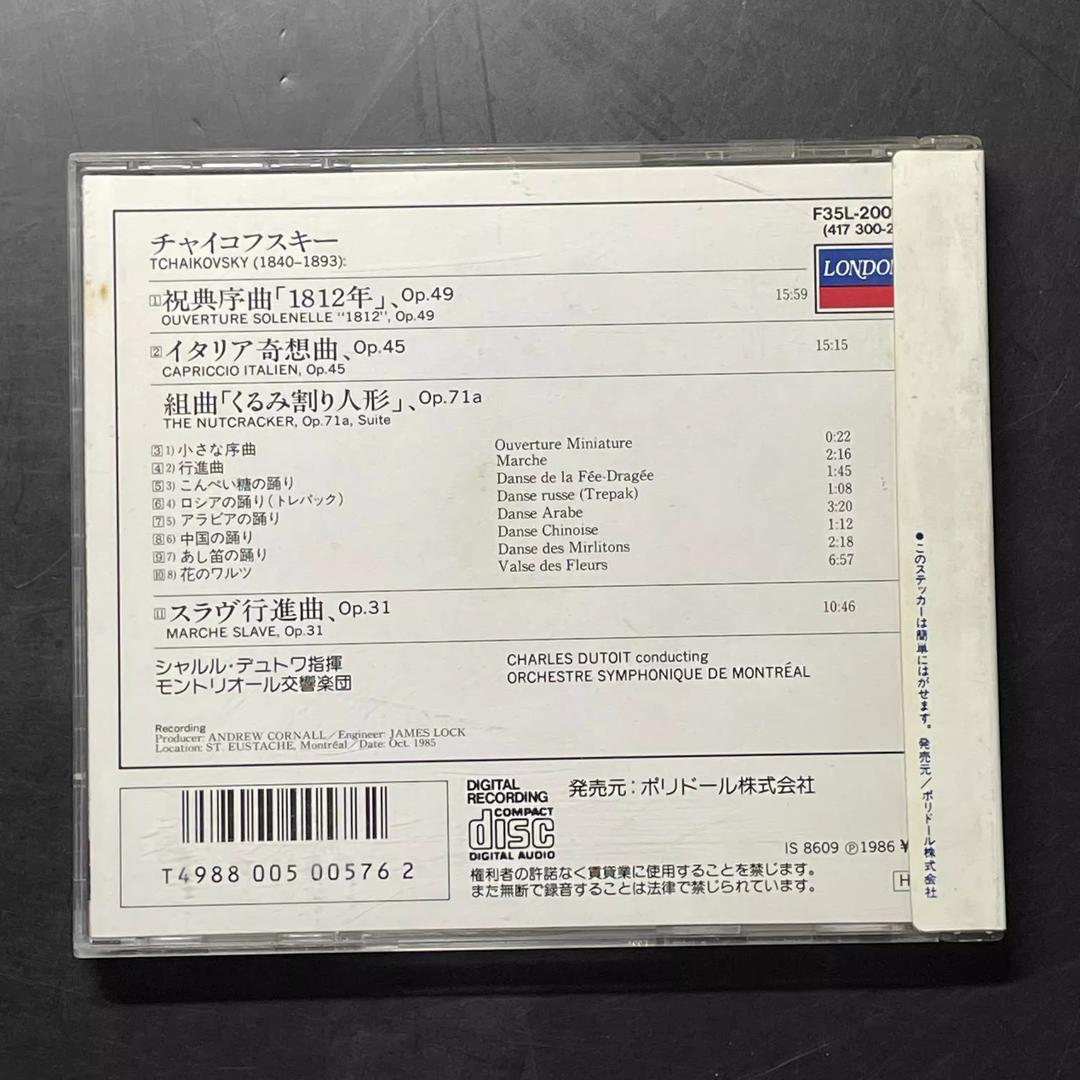 F35L-200
(417 300-2
LONDON
チャイコフスキー
TCHAIKOVSKY (1840–1893):
1 祝典序曲「1812年」、Op.49 15:59
OUVERTURE SOLENELLE "1812", Op.49
2 イタリア奇想曲、Op.45 15:15
CAPRICCIO ITALIEN, Op.45
組曲「くるみ割り人形」、Op.71a
THE NUTCRACKER, Op.71a, Suite
3 1) 小さな序曲 Ouverture Miniature 0:22
4 2) 行進曲 Marche 2:16
5 3) こんぺい糖の踊り Danse de la Fée-Dragée 1:45
6 4) ロシアの踊り(トレパック) Danse russe (Trepak) 1:08
7 5) アラビアの踊り Danse Arabe 3:20
8 6) 中国の踊り Danse Chinoise 1:12
9 7) あし笛の踊り Danse des Mirlitons 2:18
10 8) 花のワルツ Valse des Fleurs 6:57
11 スラヴ行進曲、Op.31 10:46
MARCHE SLAVE, Op.31
シャルル・デュトワ指揮 CHARLES DUTOIT conducting
モントリオール交響楽団 ORCHESTRE SYMPHONIQUE DE MONTRÉAL
Recording
Producer: ANDREW CORNALL／Engineer: JAMES LOCK
Location: ST. EUSTACHE, Montréal／Date: Oct. 1985
T4988 005 00576 2
DIGITAL RECORDING
COMPACT disc DIGITAL AUDIO
発売元：ポリドール株式会社
IS 8609 Ⓟ1986 ¥
権利者の許諾なく賃貸業に使用することを禁じます。
また無断で録音することは法律で禁じられています。
H
●このステッカーは簡単にはがせます。 発売元／ポリドール株式会社